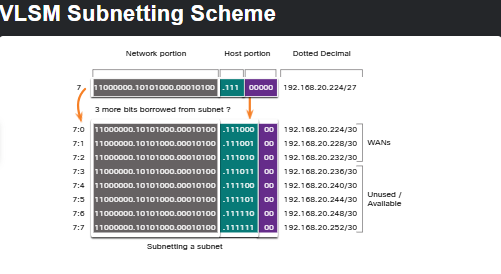 VLSM Subnetting Scheme
Network portion Host portion Dotted Decimal
7 11000000.10101000.00010100 .111 00000 192.168.20.224/27
3 more bits borrowed from subnet ?
7:0 11000000.10101000.00010100 .111000 00 192.168.20.224/30
7:1 11000000.10101000.00010100 .111001 00 192.168.20.228/30 WANs
7:2 11000000.10101000.00010100 .111010 00 192.168.20.232/30
7:3 11000000.10101000.00010100 .111011 00 192.168.20.236/30
7:4 11000000.10101000.00010100 .111100 00 192.168.20.240/30
7:5 11000000.10101000.00010100 .111101 00 192.168.20.244/30 Unused / Available
7:6 11000000.10101000.00010100 .111110 00 192.168.20.248/30
7:7 11000000.10101000.00010100 .111111 00 192.168.20.252/30
Subnetting a subnet